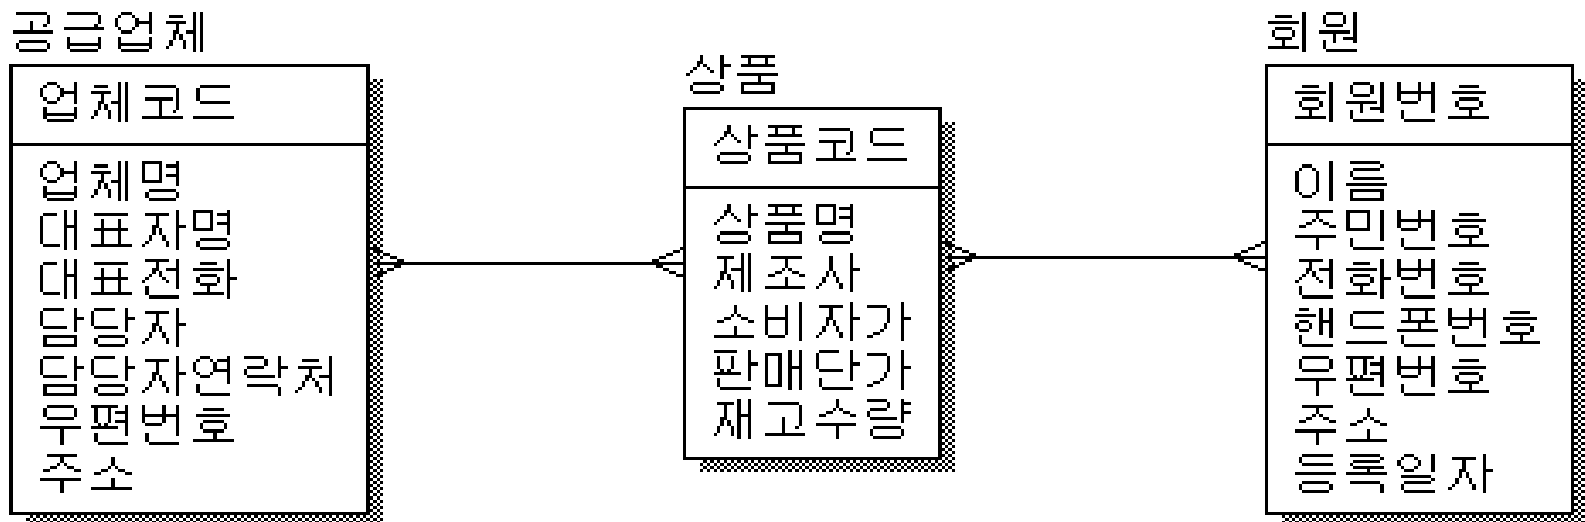 공급업체
업체코드
업체명
대표자명
대표전화
담당자
담당자연락처
우편번호
주소
상품
상품코드
상품명
제조사
소비자가
판매단가
재고수량
회원
회원번호
이름
주민번호
전화번호
핸드폰번호
우편번호
주소
등록일자